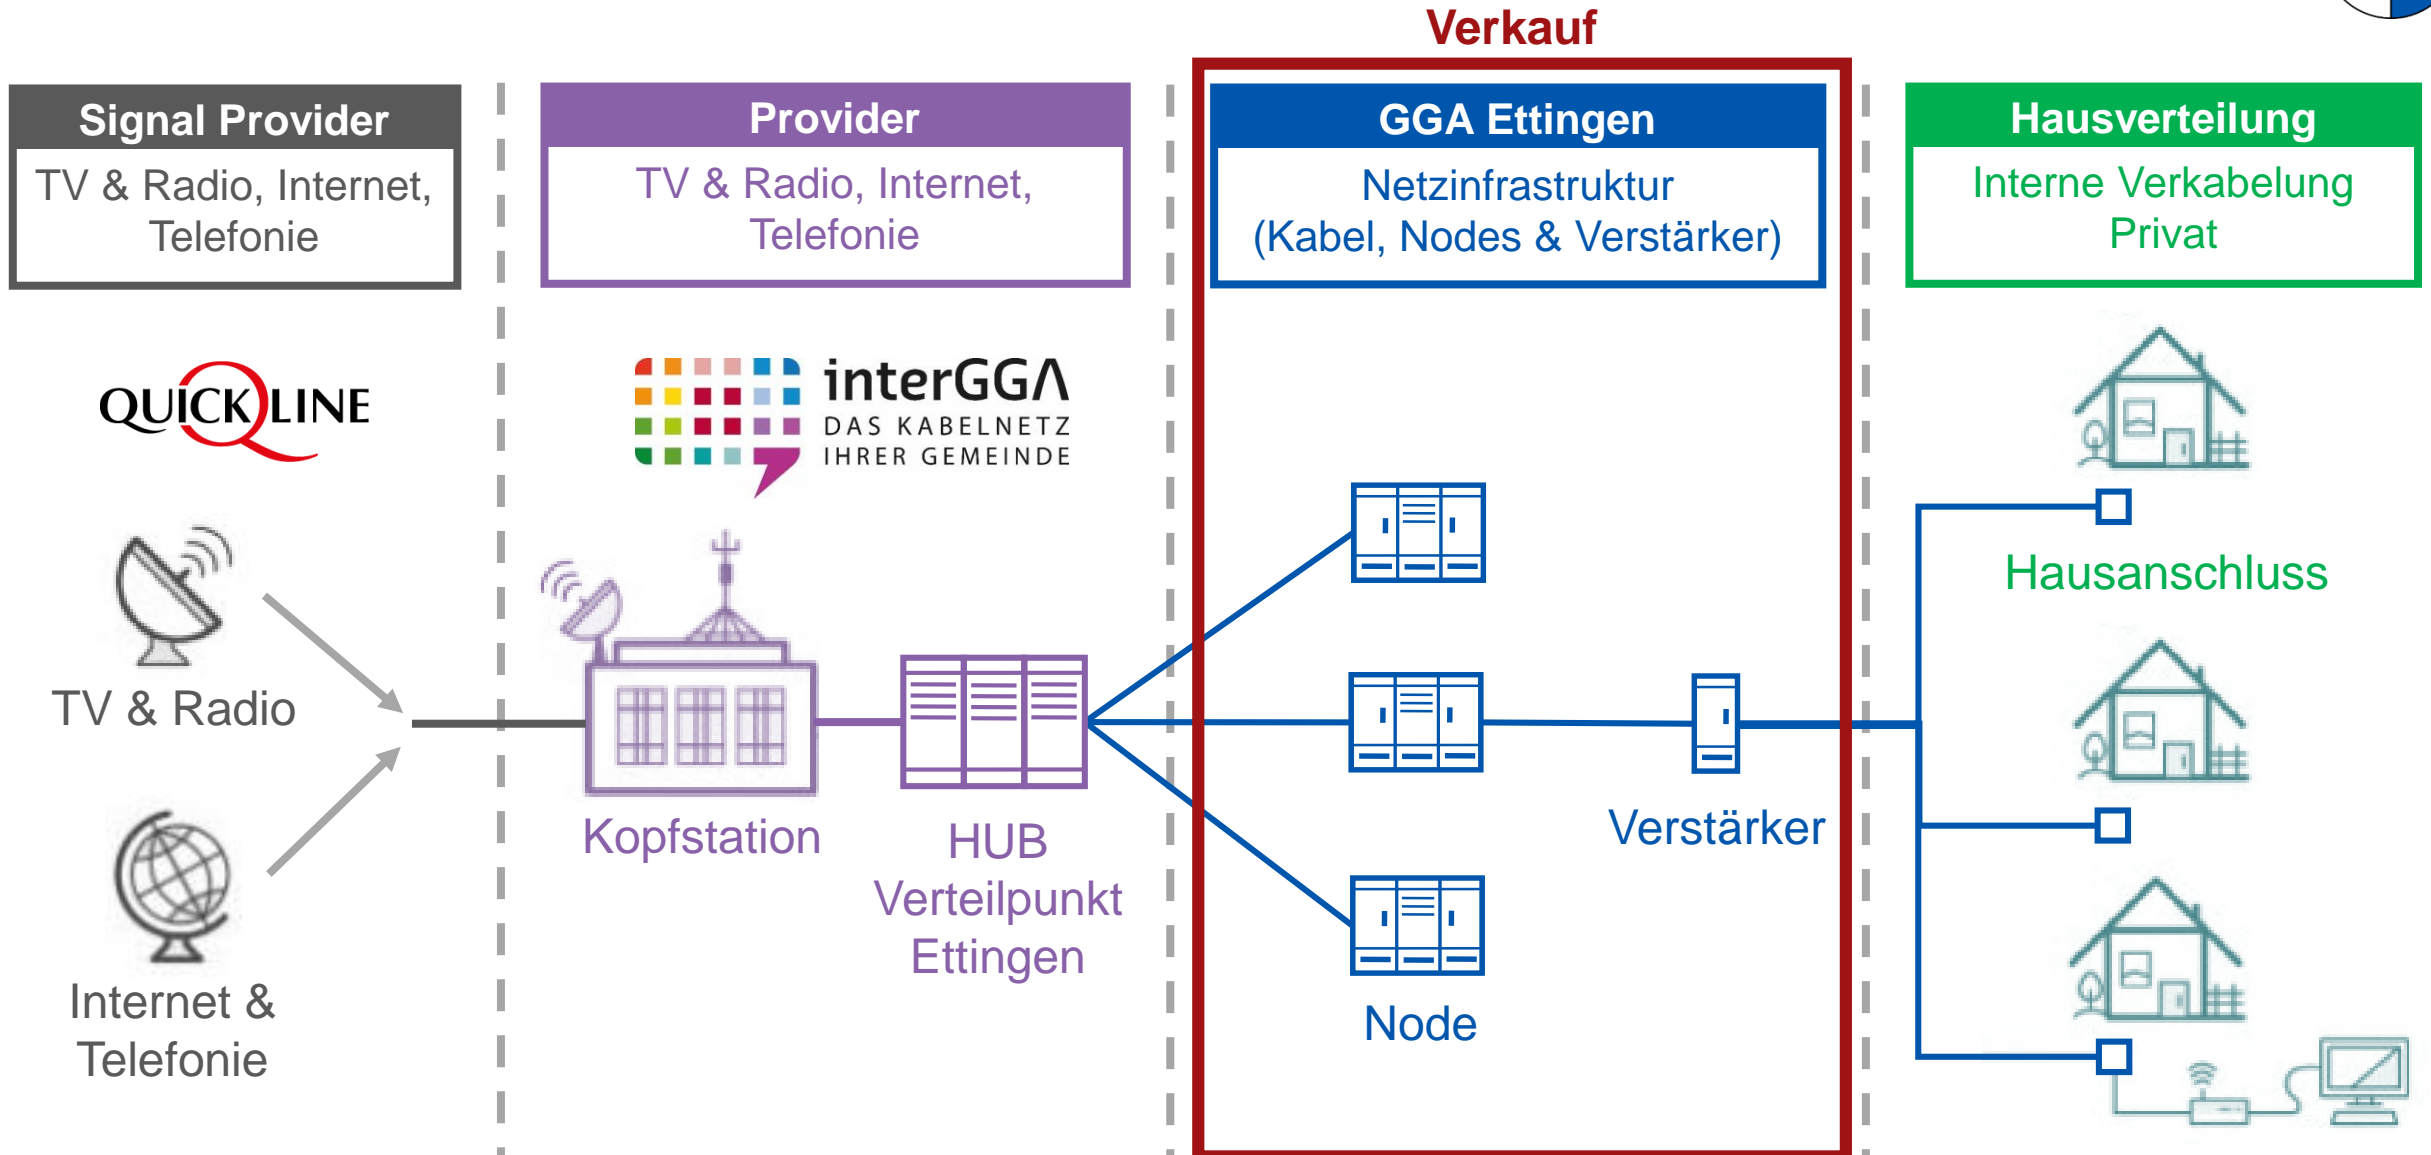 Verkauf
Signal Provider
TV & Radio, Internet,
Telefonie
Provider
TV & Radio, Internet,
Telefonie
GGA Ettingen
Netzinfrastruktur
(Kabel, Nodes & Verstärker)
Hausverteilung
Interne Verkabelung
Privat
QUICKLINE
interGGA
DAS KABELNETZ
IHRER GEMEINDE
TV & Radio
Internet &
Telefonie
Kopfstation
HUB
Verteilpunkt
Ettingen
Node
Verstärker
Hausanschluss